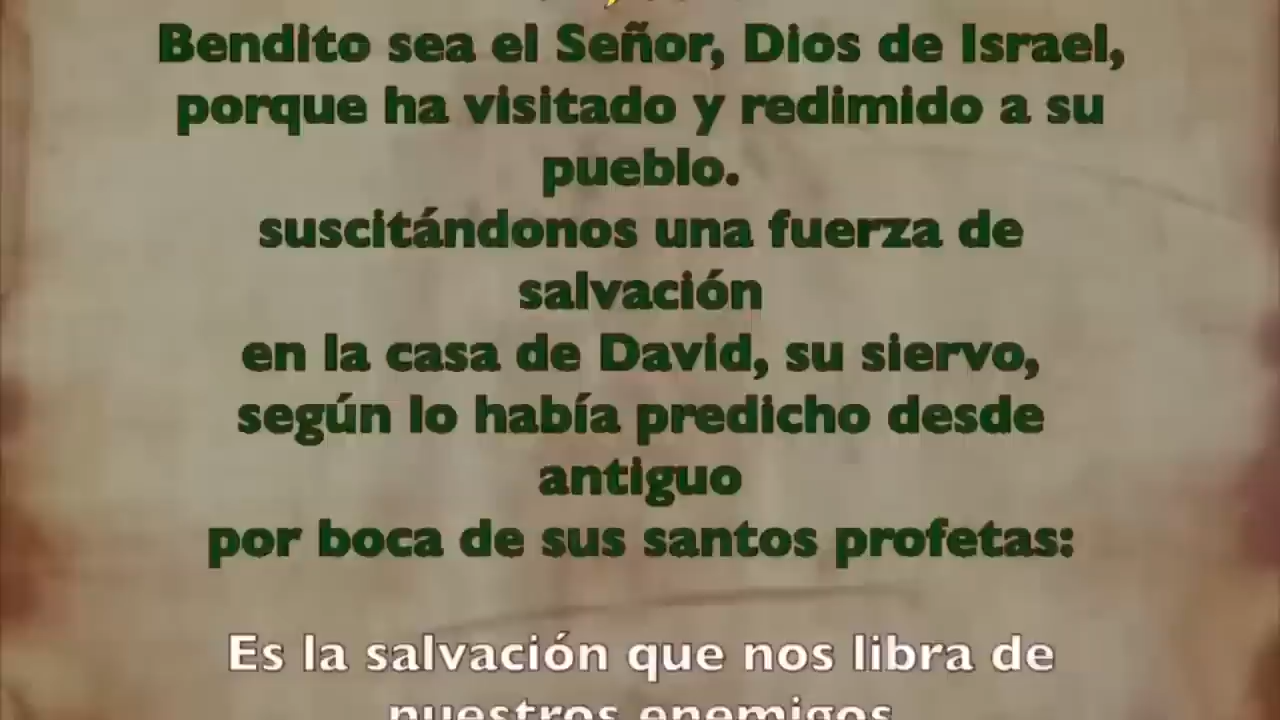 Bendito sea el Señor, Dios de Israel,
porque ha visitado y redimido a su
pueblo.
suscitándonos una fuerza de
salvación
en la casa de David, su siervo,
según lo había predicho desde
antiguo
por boca de sus santos profetas:
Es la salvación que nos libra de
nuestros enemigos